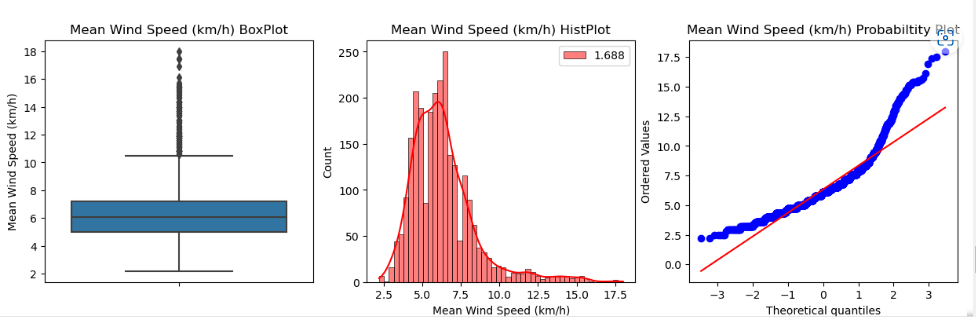 Mean Wind Speed (km/h) BoxPlot
Mean Wind Speed (km/h)
18
16
14
12
10
8
6
4
2
Mean Wind Speed (km/h) HistPlot
1.688
Count
250
200
150
100
50
0
2.5 5.0 7.5 10.0 12.5 15.0 17.5
Mean Wind Speed (km/h)
Mean Wind Speed (km/h) Probabiltity Plot
Ordered Values
17.5
15.0
12.5
10.0
7.5
5.0
2.5
0.0
−3 −2 −1 0 1 2 3
Theoretical quantiles